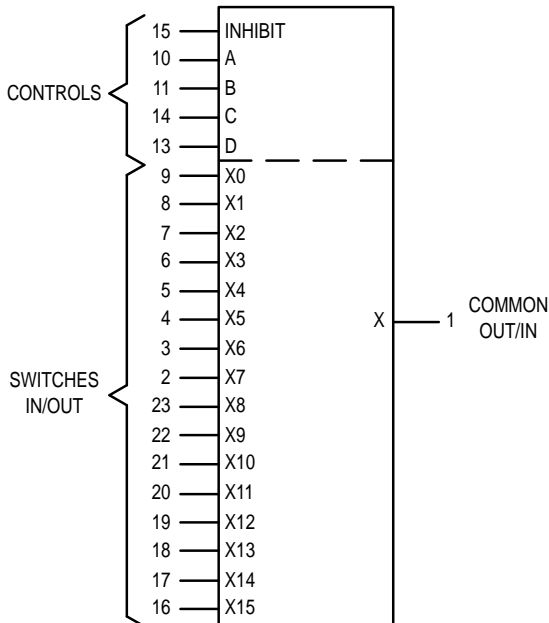 15 INHIBIT
10 A
11 B
CONTROLS
14 C
13 D
9 X0
8 X1
7 X2
6 X3
5 X4
4 X5
X 1 COMMON
OUT/IN
3 X6
2 X7
SWITCHES
IN/OUT
23 X8
22 X9
21 X10
20 X11
19 X12
18 X13
17 X14
16 X15